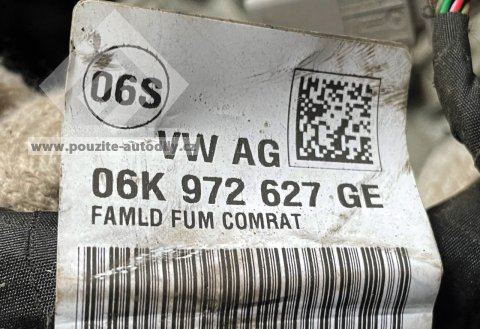 06S
www.pouzite-autodily.cz
VW AG
06K 972 627 GE
FAMLD FUM COMRAT